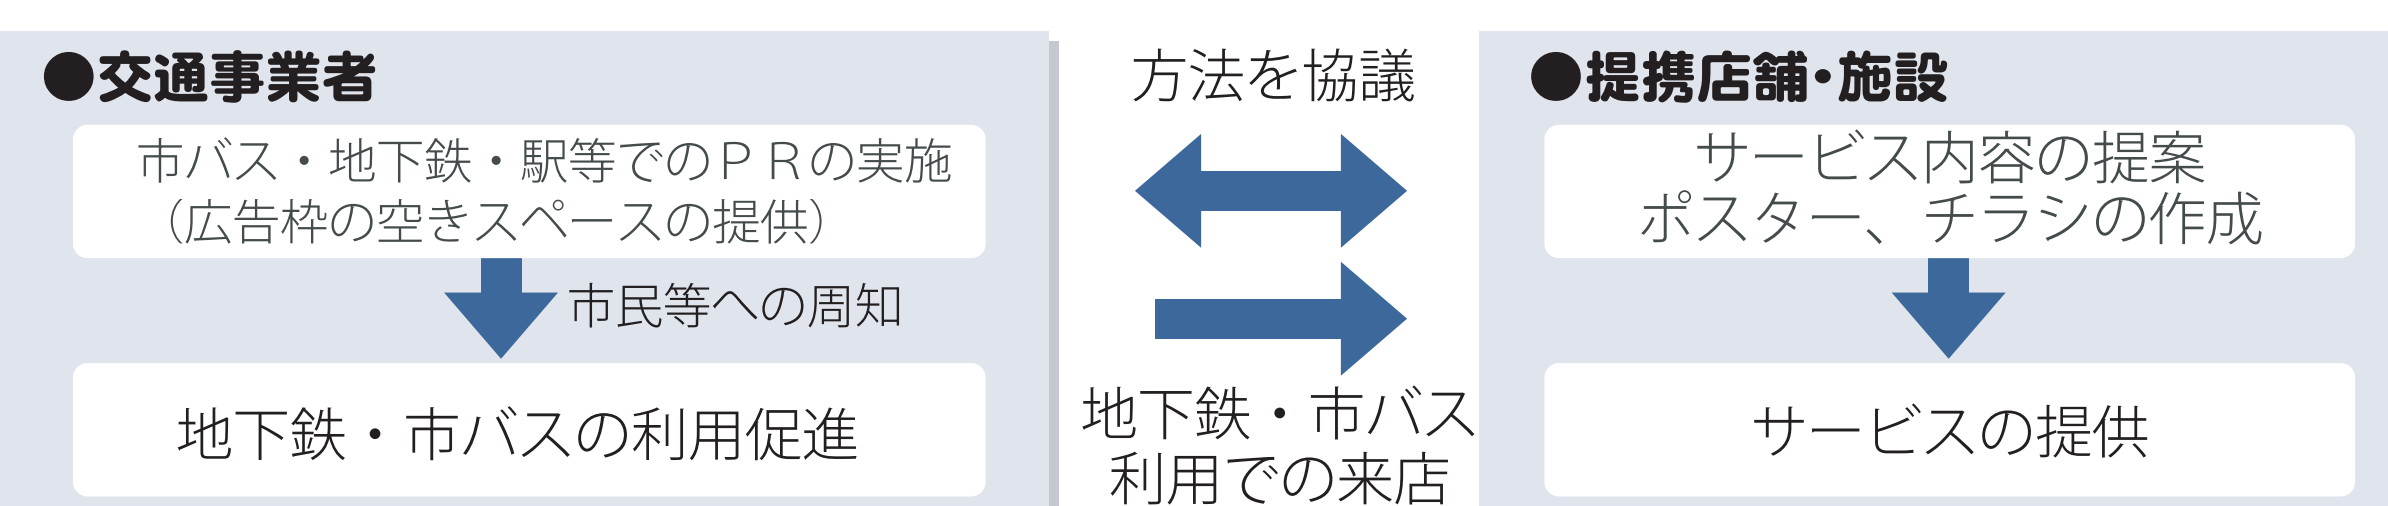 ●交通事業者
市バス・地下鉄・駅等でのＰＲの実施
（広告枠の空きスペースの提供）
市民等への周知
地下鉄・市バスの利用促進
方法を協議
地下鉄・市バス
利用での来店
●提携店舗・施設
サービス内容の提案
ポスター、チラシの作成
サービスの提供